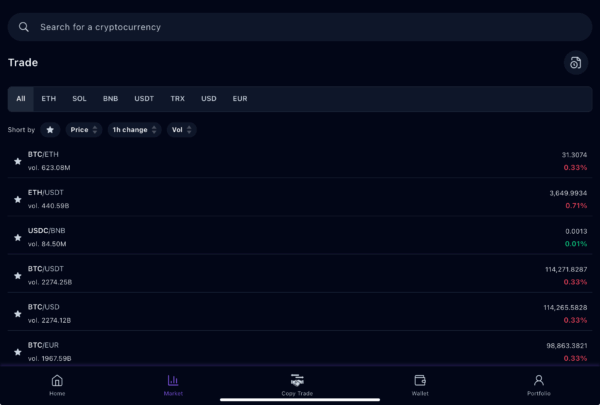 Search for a cryptocurrency
Trade
All ETH SOL BNB USDT TRX USD EUR
Short by Price 1h change Vol
BTC/ETH 31.3074
vol. 623.08M 0.33%
ETH/USDT 3,649.9934
vol. 440.59B 0.71%
USDC/BNB 0.0013
vol. 84.50M 0.01%
BTC/USDT 114,271.8287
vol. 2274.25B 0.33%
BTC/USD 114,265.5828
vol. 2274.12B 0.33%
BTC/EUR 98,863.3821
vol. 1967.59B 0.33%
Home Market Copy Trade Wallet Portfolio